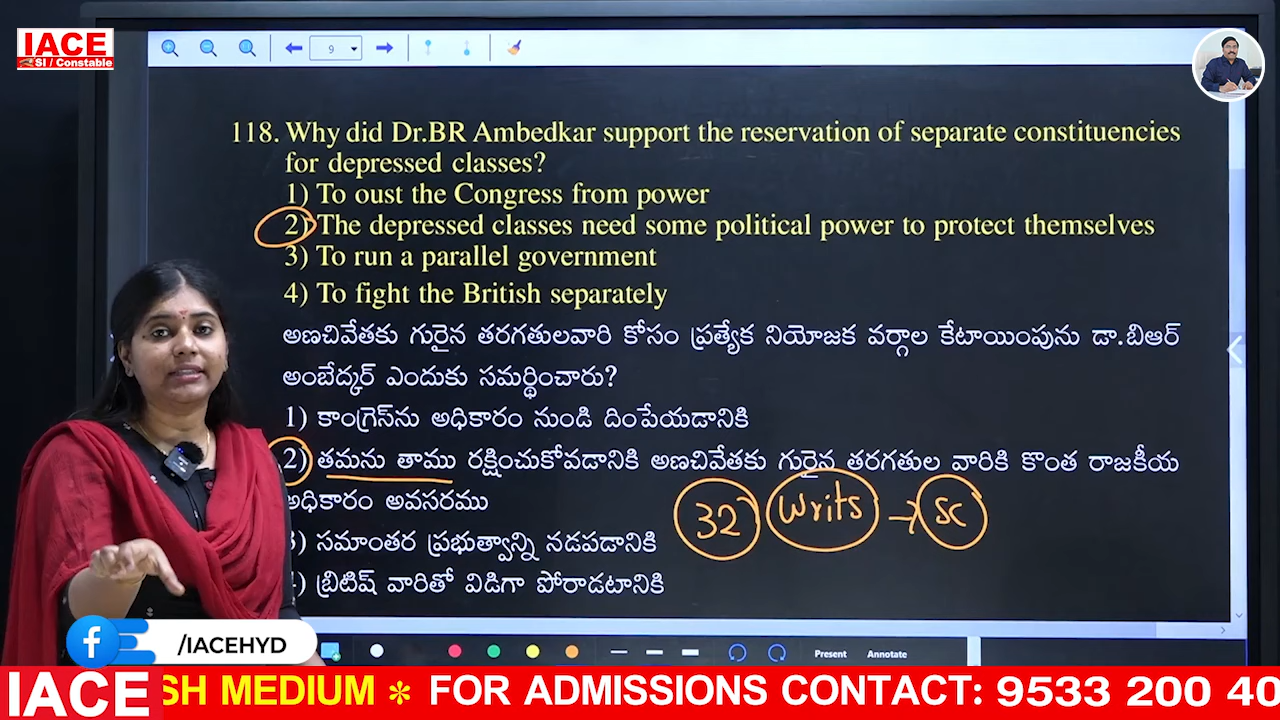 IACE
SI / Constable
9
118. Why did Dr.BR Ambedkar support the reservation of separate constituencies
for depressed classes?
1) To oust the Congress from power
2) The depressed classes need some political power to protect themselves
3) To run a parallel government
4) To fight the British separately
అణచివేతకు గురైన తరగతులవారి కోసం ప్రత్యేక నియోజక వర్గాల కేటాయింపును డా.బిఆర్
అంబేద్కర్ ఎందుకు సమర్థించారు?
1) కాంగ్రెస్‌ను అధికారం నుండి దింపేయడానికి
2) తమను తాము రక్షించుకోవడానికి అణచివేతకు గురైన తరగతుల వారికి కొంత రాజకీయ
అధికారం అవసరము
3) సమాంతర ప్రభుత్వాన్ని నడపడానికి
4) బ్రిటిష్ వారితో విడిగా పోరాడటానికి
32 Writs → SC
/IACEHYD
Present Annotate
IACE SH MEDIUM * FOR ADMISSIONS CONTACT: 9533 200 40